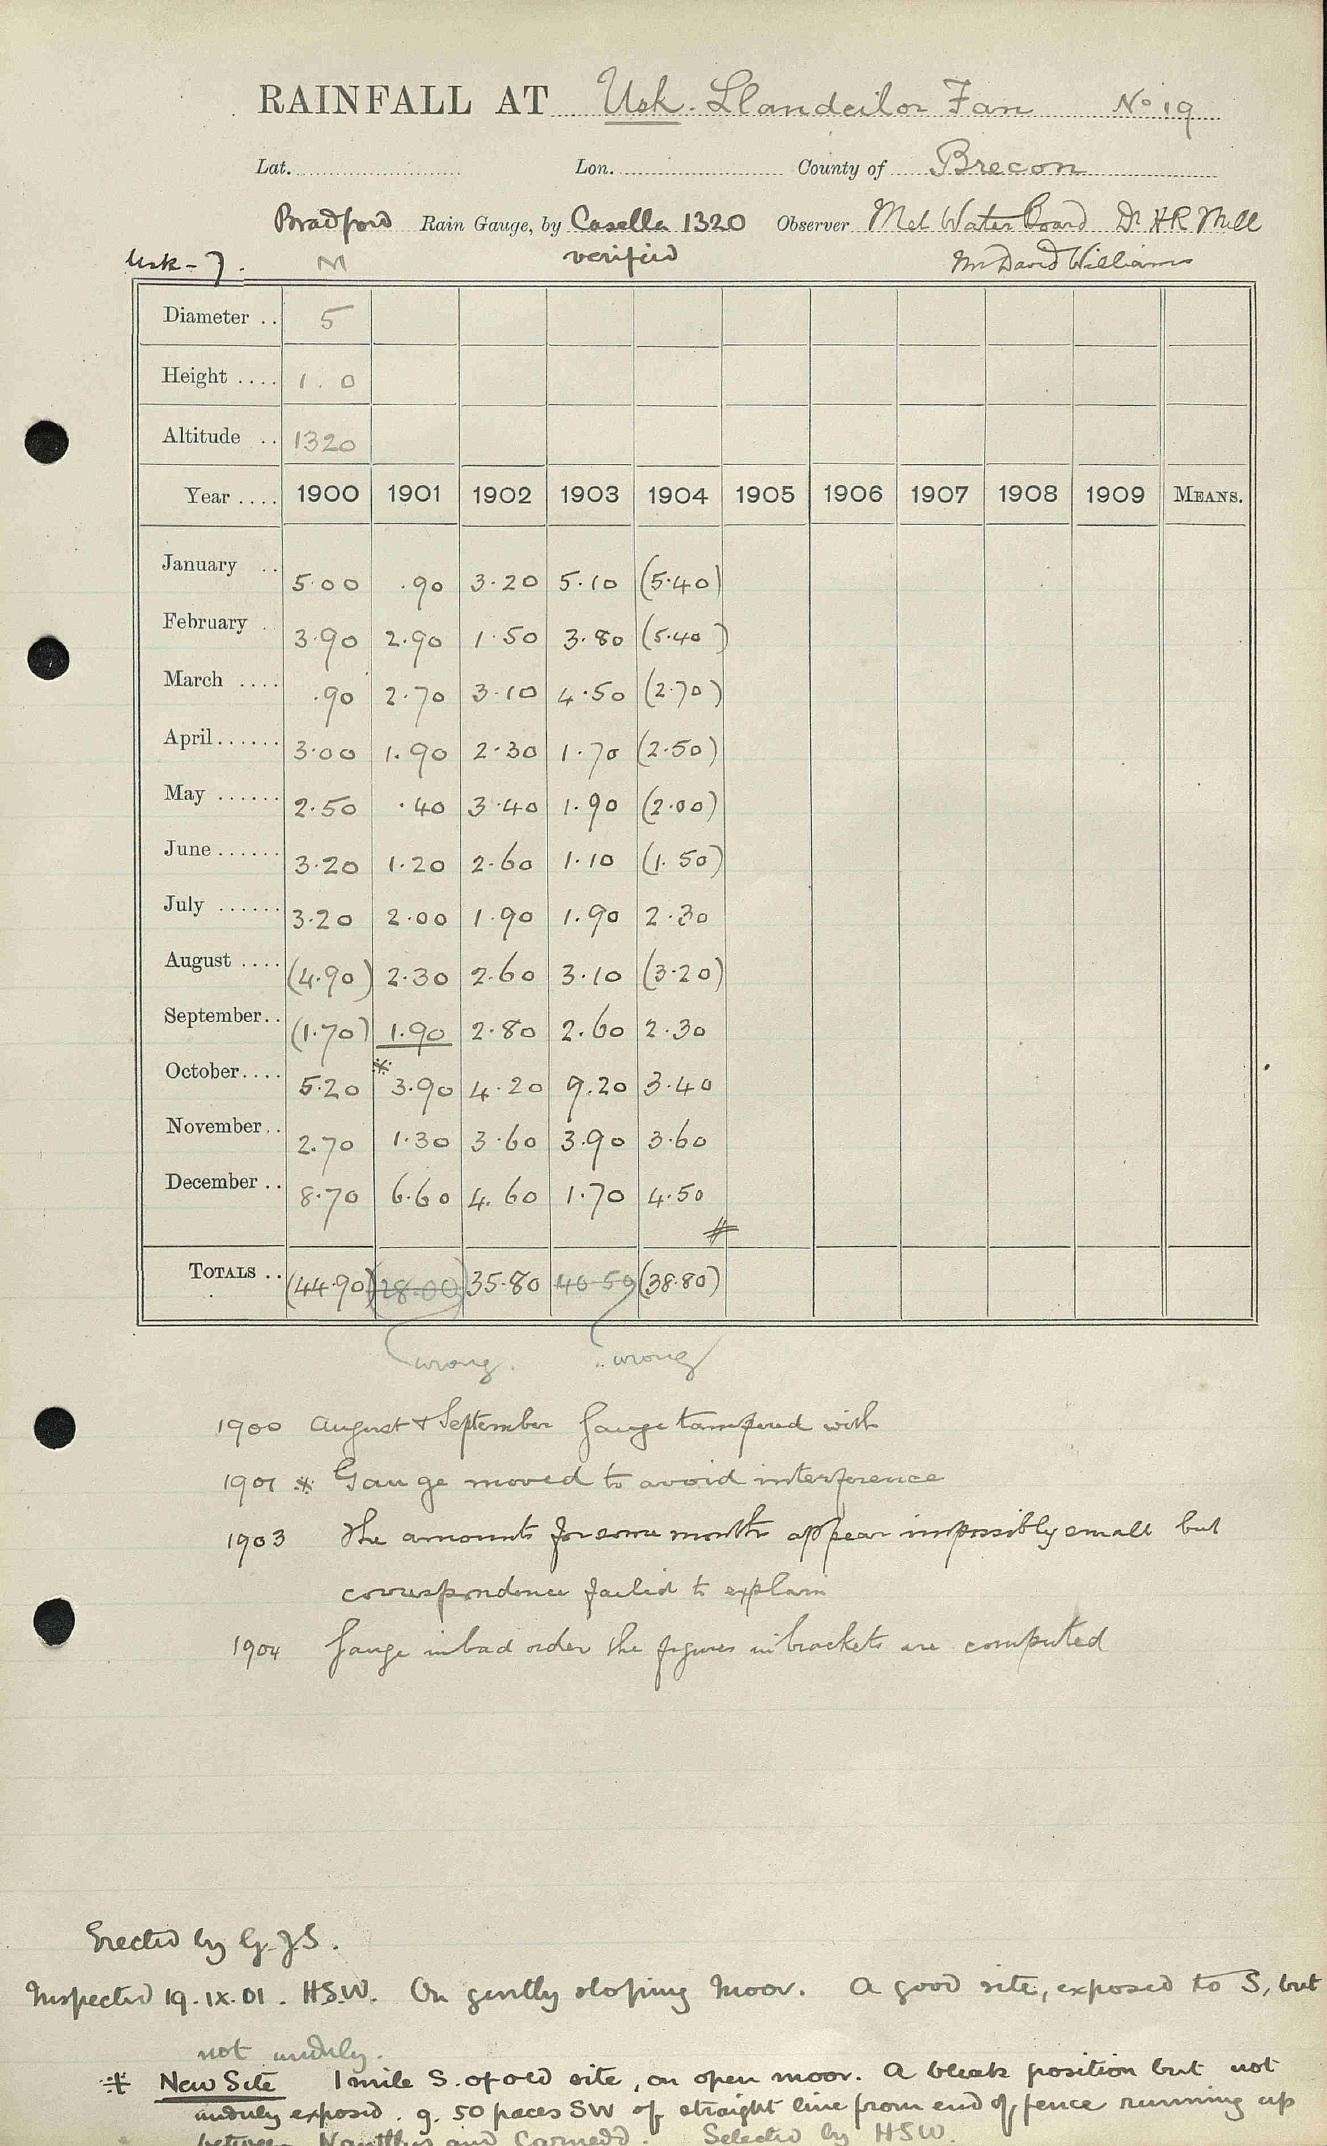 RAINFALL AT Usk. Llandeilor Fan No 19
Lat. Lon. County of Brecon
Bradford Rain Gauge, by Casella 1320 Observer Met Water Board Dr HR Mill
Usk-7. M verified Mr David Williams
Diameter .. 5
Height .... 1.0
Altitude .. 1320
Year .... 1900 1901 1902 1903 1904 1905 1906 1907 1908 1909 MEANS.
January .. 5.00 .90 3.20 5.10 (5.40)
February . 3.90 2.90 1.50 3.80 (5.40)
March .... .90 2.70 3.10 4.50 (2.70)
April ...... 3.00 1.90 2.30 1.70 (2.50)
May ...... 2.50 .40 3.40 1.90 (2.00)
June ...... 3.20 1.20 2.60 1.10 (1.50)
July ...... 3.20 2.00 1.90 1.90 2.30
August .... (4.90) 2.30 2.60 3.10 (3.20)
September.. (1.70) 1.90 2.80 2.60 2.30
October.... 5.20 * 3.90 4.20 9.20 3.40
November.. 2.70 1.30 3.60 3.90 3.60
December .. 8.70 6.60 4.60 1.70 4.50
TOTALS .. (44.90) (28.00) 35.80 40.50 (38.80)
wrong. wrong
1900 August & September Gauge tampered with
1901 * Gauge moved to avoid interference
1903 The amounts for some months appear impossibly small but
correspondence failed to explain
1904 Gauge in bad order the figures in brackets are computed
Erected by G.J.S.
Inspected 19.IX.01. HSW. On gently sloping moor. A good site, exposed to S, but
not unduly.
* New Site 1 mile S. of old site, on open moor. A bleak position but not
unduly exposed. g. 50 paces SW of straight line from end of fence running up
between and Carnedd. Selected by HSW.